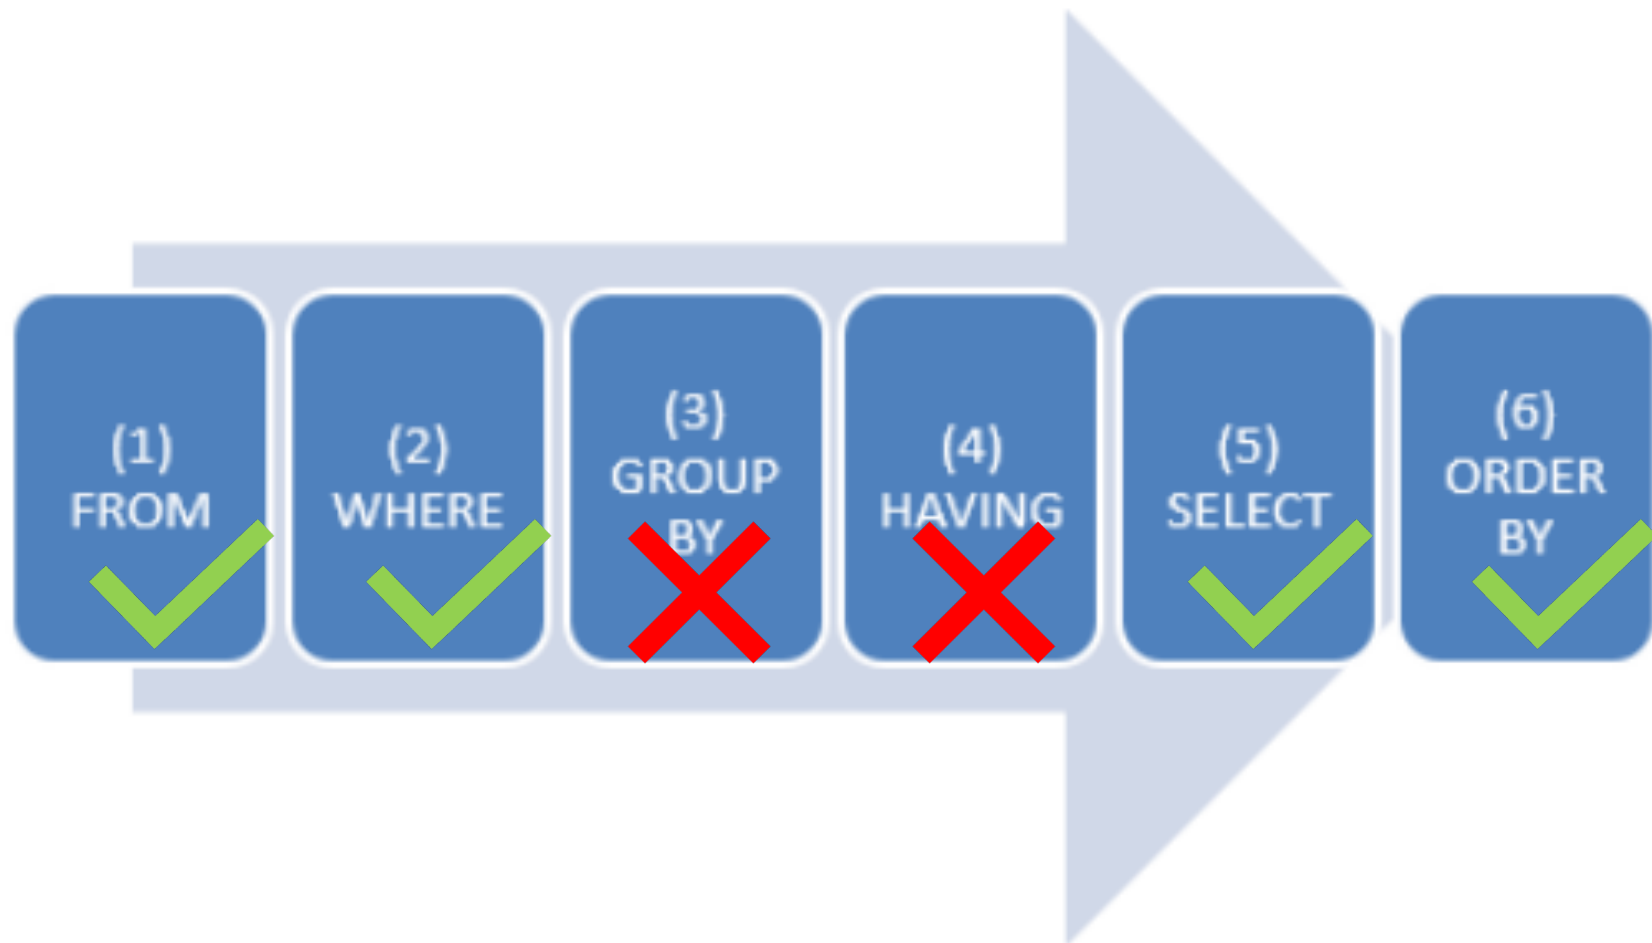 (1)
FROM
(2)
WHERE
(3)
GROUP
BY
(4)
HAVING
(5)
SELECT
(6)
ORDER
BY